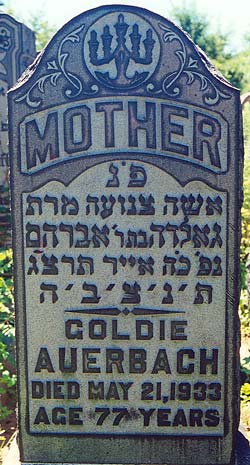 MOTHER
פ"נ
אשה צנועה מרת
גאלדה בת ר' אברהם
נפ' כ"ה אייר תרצ"ג
ת'נ'צ'ב'ה
GOLDIE
AUERBACH
DIED MAY 21, 1933
AGE 77 YEARS